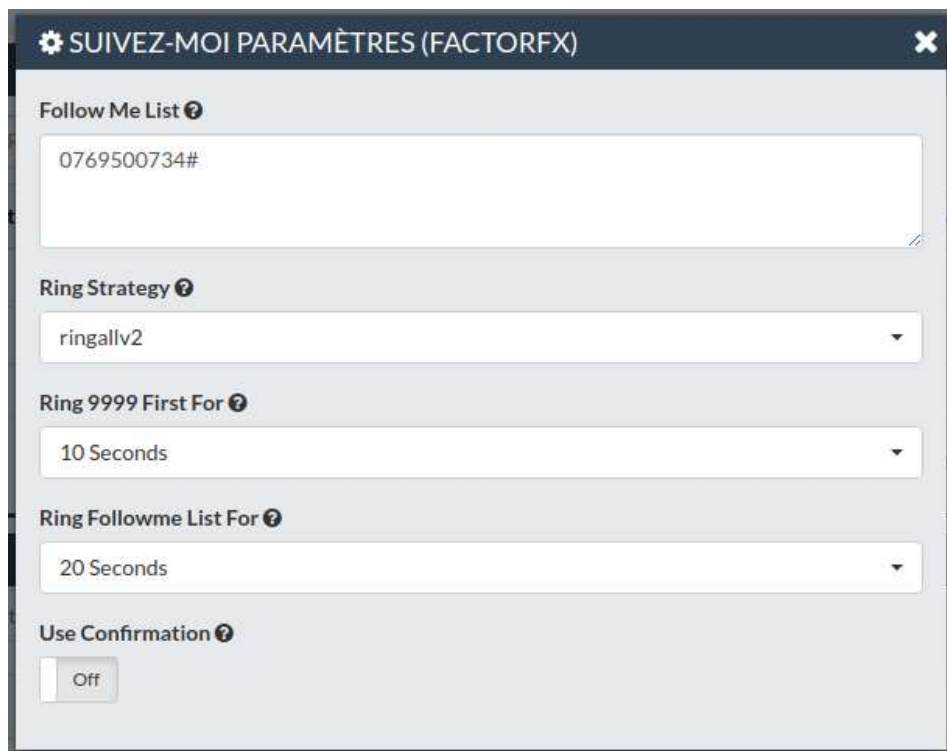 SUIVEZ-MOI PARAMÈTRES (FACTORFX)
Follow Me List
0769500734#
Ring Strategy
ringallv2
Ring 9999 First For
10 Seconds
Ring Followme List For
20 Seconds
Use Confirmation
Off